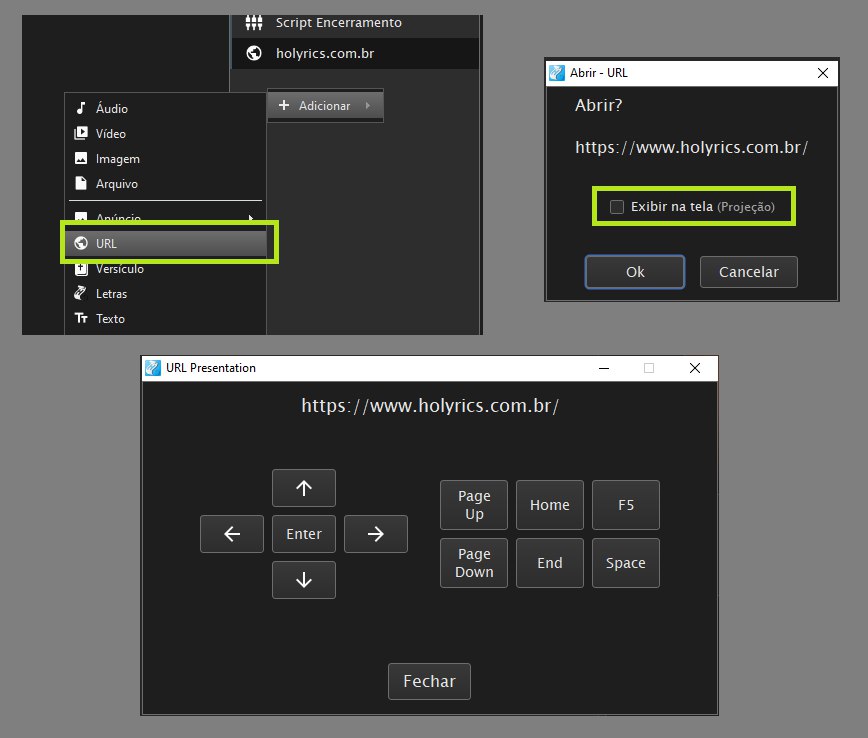 Script Encerramento
holyrics.com.br
Adicionar
Áudio
Vídeo
Imagem
Arquivo
Anúncio
URL
Versículo
Letras
Texto
Abrir - URL
Abrir?
https://www.holyrics.com.br/
Exibir na tela (Projeção)
Ok
Cancelar
URL Presentation
https://www.holyrics.com.br/
Enter
Page
Up
Home
F5
Page
Down
End
Space
Fechar